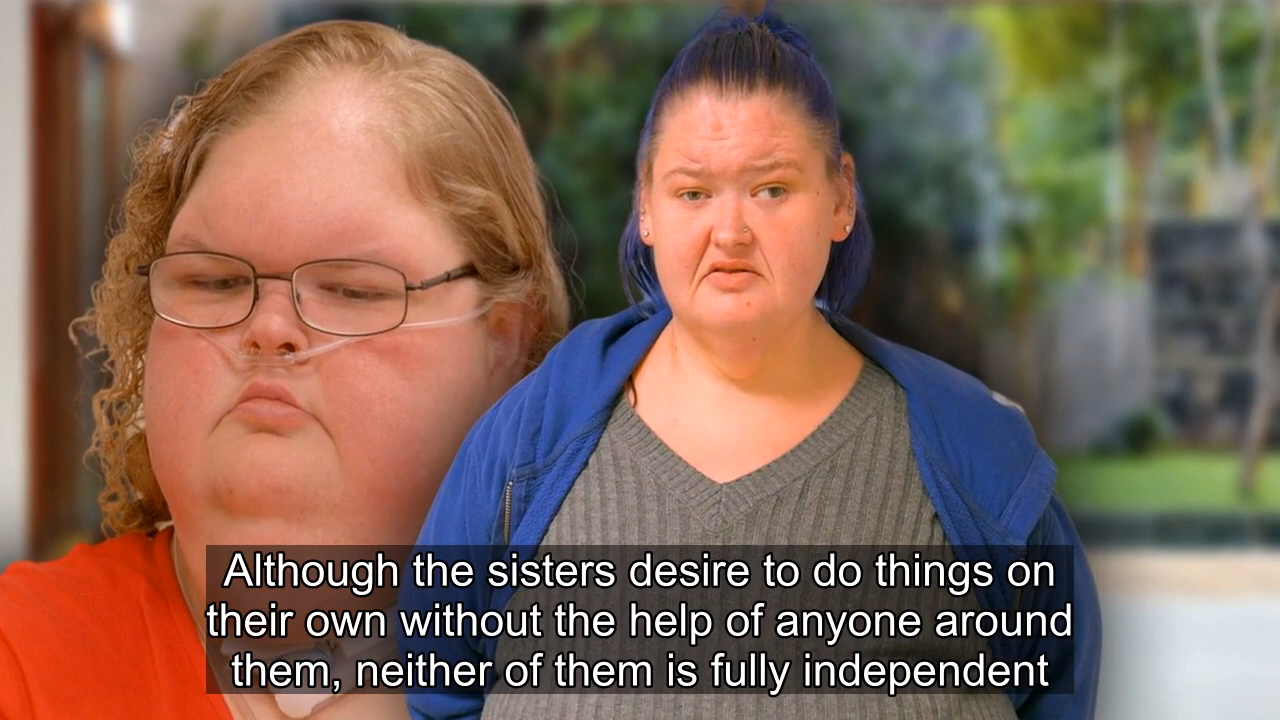 Although the sisters desire to do things on
their own without the help of anyone around
them, neither of them is fully independent